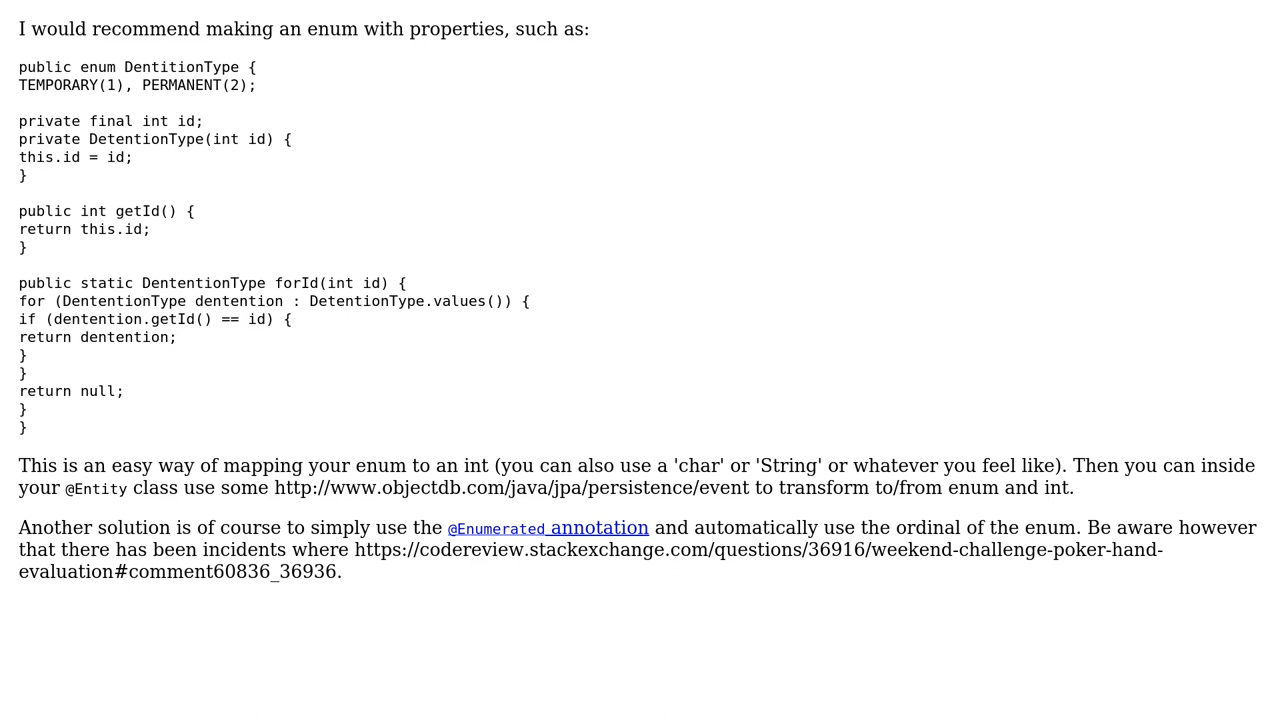 I would recommend making an enum with properties, such as:
public enum DentitionType {
TEMPORARY(1), PERMANENT(2);
private final int id;
private DetentionType(int id) {
this.id = id;
}
public int getId() {
return this.id;
}
public static DententionType forId(int id) {
for (DententionType dentention : DetentionType.values()) {
if (dentention.getId() == id) {
return dentention;
}
}
return null;
}
}
This is an easy way of mapping your enum to an int (you can also use a 'char' or 'String' or whatever you feel like). Then you can inside
your @Entity class use some http://www.objectdb.com/java/jpa/persistence/event to transform to/from enum and int.
Another solution is of course to simply use the @Enumerated annotation and automatically use the ordinal of the enum. Be aware however
that there has been incidents where https://codereview.stackexchange.com/questions/36916/weekend-challenge-poker-hand-
evaluation#comment60836_36936.